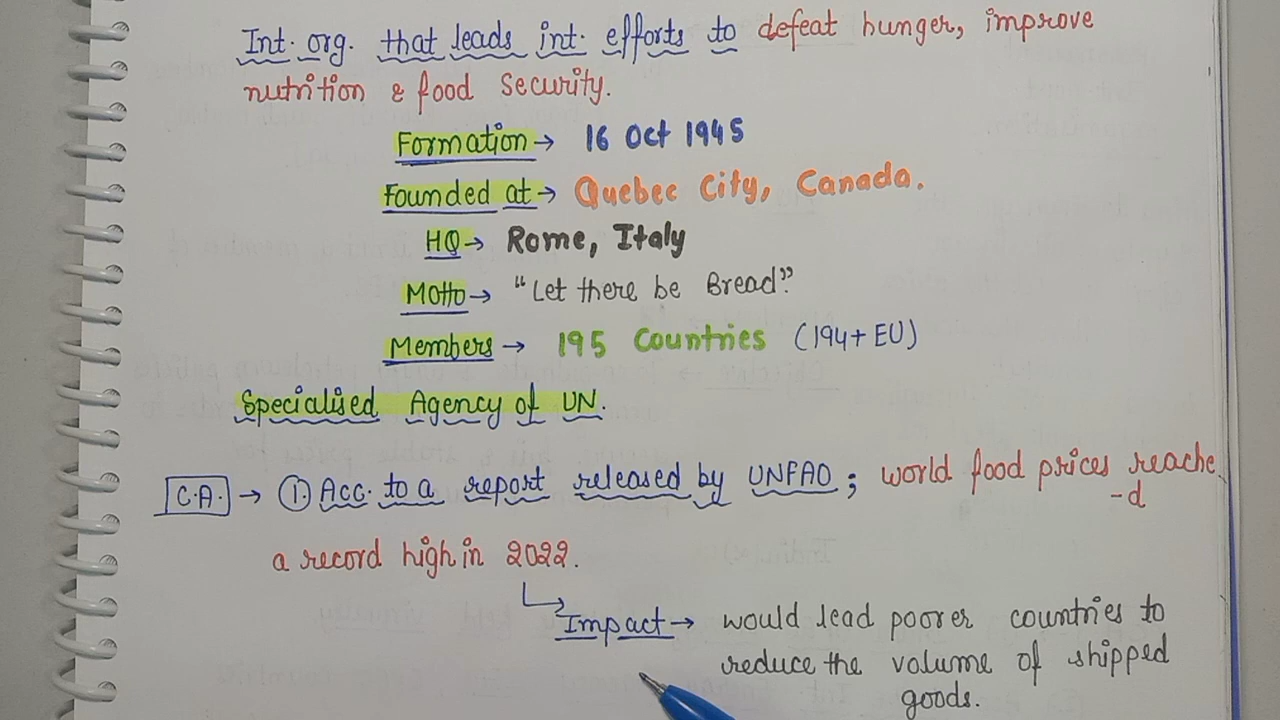 Int. org. that leads int. efforts to defeat hunger, improve
nutrition & food security.
Formation → 16 Oct 1945
Founded at → Quebec City, Canada.
HQ → Rome, Italy
Motto → "Let there be Bread".
Members → 195 Countries (194+EU)
Specialised Agency of UN.
C.A. → ① Acc. to a report released by UNFAO; world food prices reache
-d
a record high in 2022.
Impact → would lead poorer countries to
reduce the volume of shipped
goods.